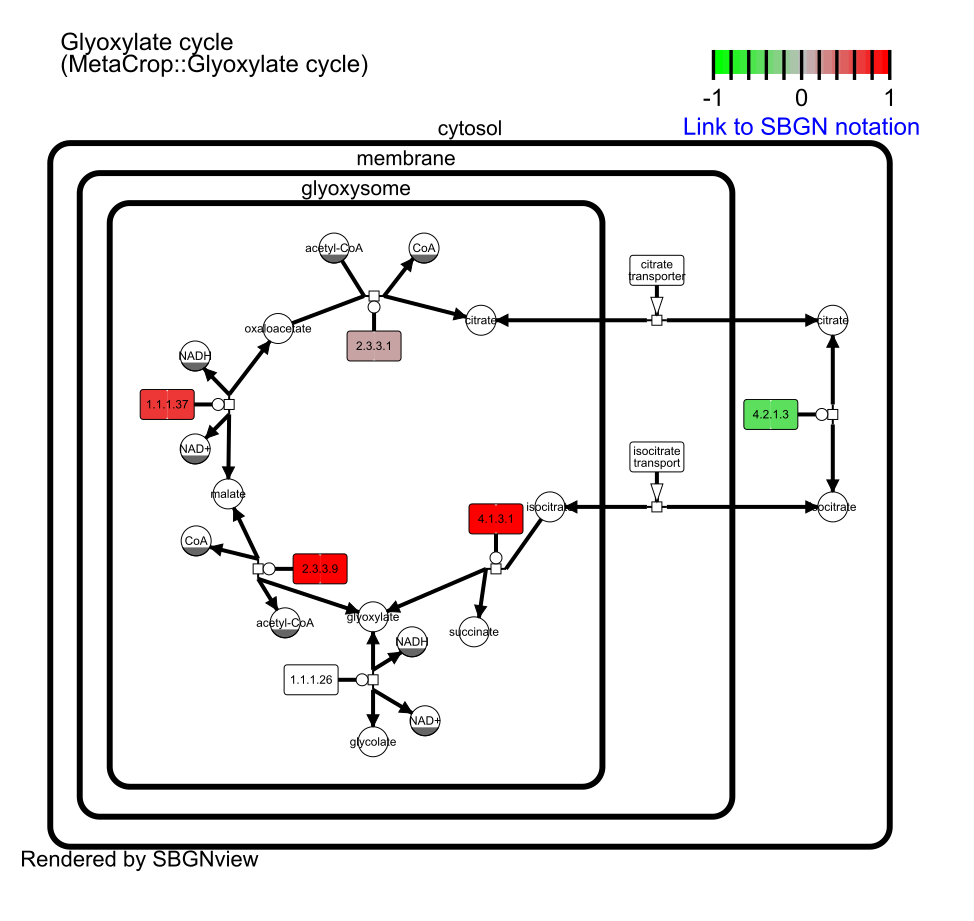 Glyoxylate cycle
(MetaCrop::Glyoxylate cycle)
-1 0 1
Link to SBGN notation
cytosol
membrane
glyoxysome
acetyl-CoA
CoA
citrate
transporter
oxaloacetate
citrate
citrate
2.3.3.1
NADH
1.1.1.37
4.2.1.3
NAD+
isocitrate
transport
malate
isocitrate
isocitrate
4.1.3.1
CoA
2.3.3.9
glyoxylate
acetyl-CoA
succinate
NADH
1.1.1.26
NAD+
glycolate
Rendered by SBGNview